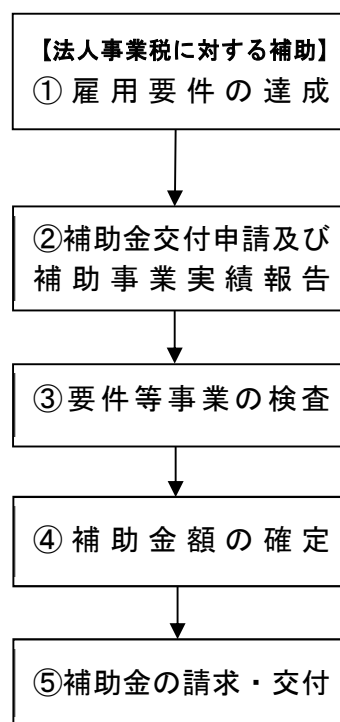 【法人事業税に対する補助】
①雇用要件の達成
②補助金交付申請及び
補助事業実績報告
③要件等事業の検査
④補助金額の確定
⑤補助金の請求・交付